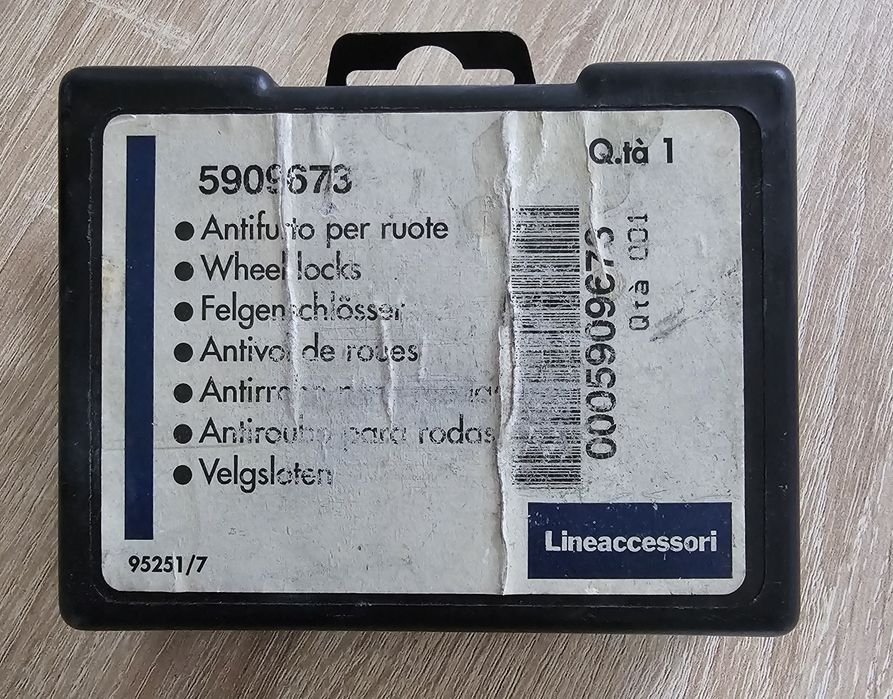 5909673
Q.tà 1
● Antifurto per ruote
● Wheel locks
● Felgenschlösser
● Antivol de roues
●
● Antiroubo para rodas
● Velgsloten
0005909673
Qtà 001
Lineaccessori
95251/7